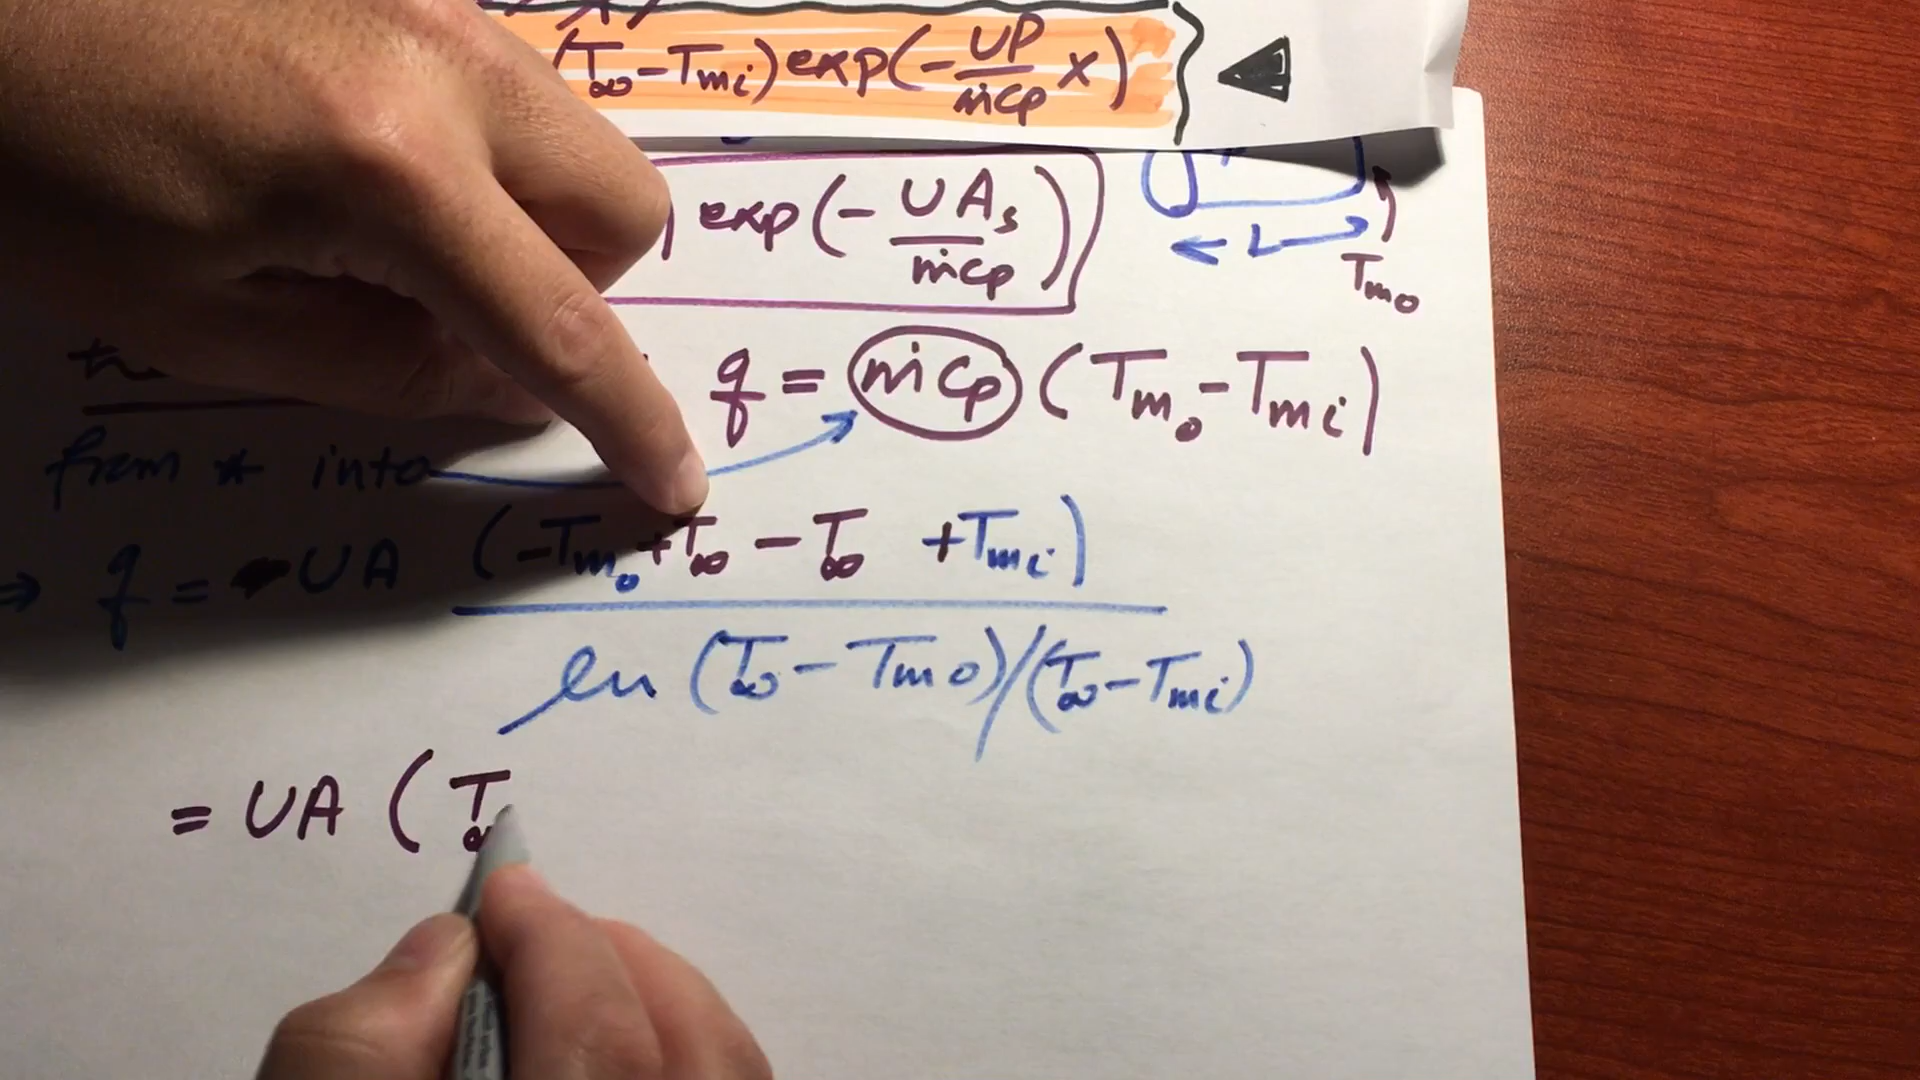 (T∞-Tmi) exp(-UP/ṁcp x)
) exp(-UAs/ṁcp)
L
Tmo
q = ṁcp (Tmo-Tmi)
from * into
⇒ q = -UA (-Tmo+T∞ - T∞ +Tmi)
ln (T∞ - Tmo)/(T∞-Tmi)
= UA ( T∞